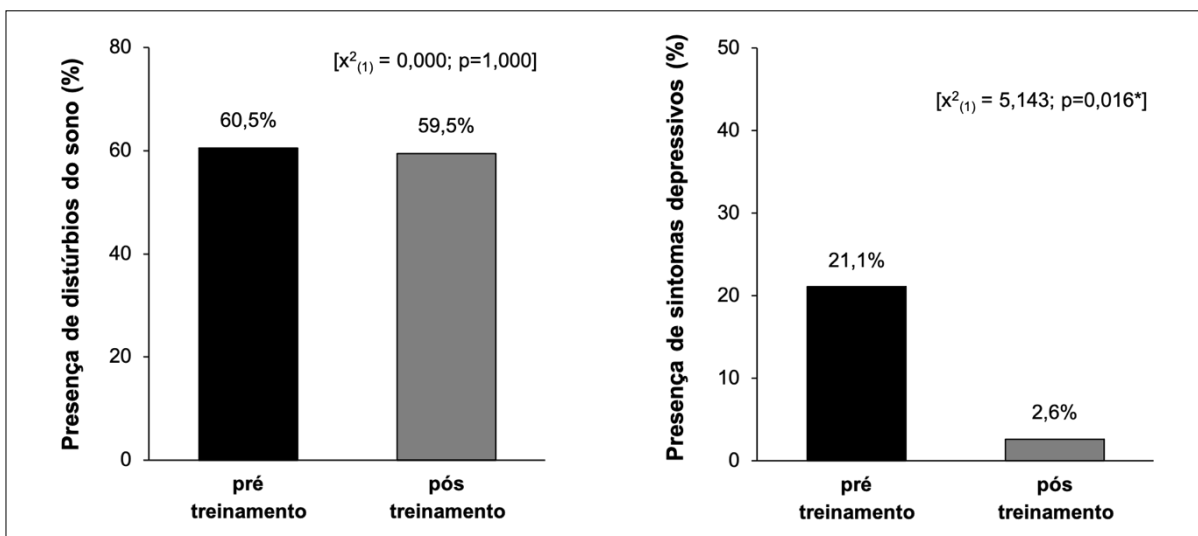 Presença de distúrbios do sono (%)
80
60
40
20
0
[x²(1) = 0,000; p=1,000]
60,5%
59,5%
pré
treinamento
pós
treinamento
Presença de sintomas depressivos (%)
50
40
30
20
10
0
[x²(1) = 5,143; p=0,016*]
21,1%
2,6%
pré
treinamento
pós
treinamento